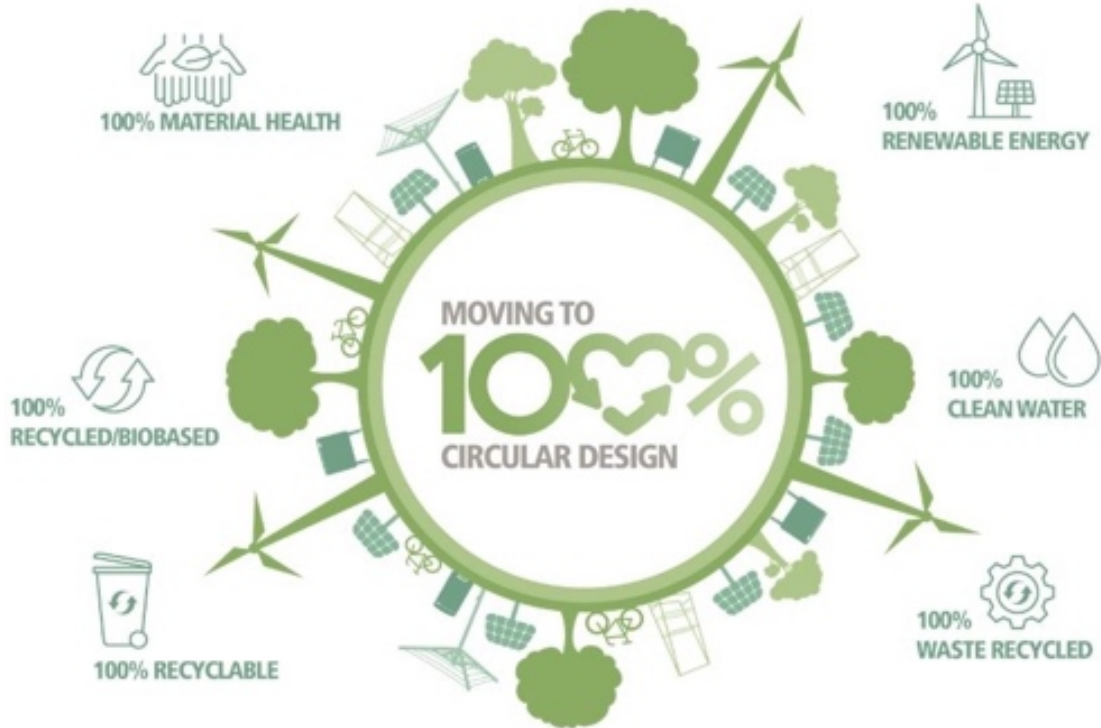 100% MATERIAL HEALTH
100%
RENEWABLE ENERGY
MOVING TO
100%
CIRCULAR DESIGN
100%
RECYCLED/BIOBASED
100%
CLEAN WATER
100% RECYCLABLE
100%
WASTE RECYCLED